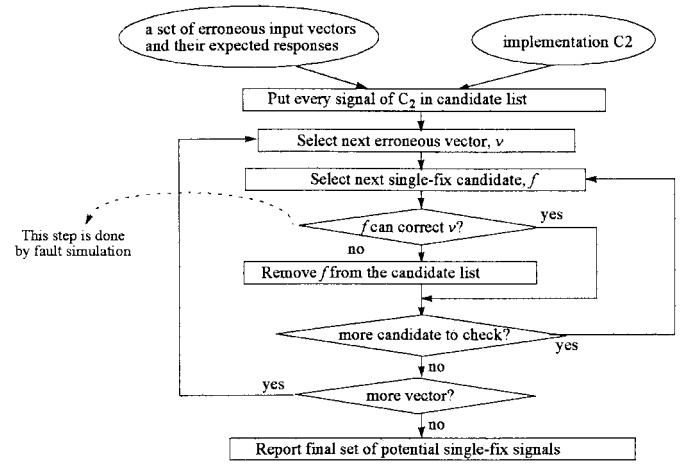 a set of erroneous input vectors
and their expected responses
implementation C2
Put every signal of C2 in candidate list
Select next erroneous vector, v
Select next single-fix candidate, f
f can correct v?
yes
This step is done
by fault simulation
no
Remove f from the candidate list
more candidate to check?
yes
no
yes
more vector?
no
Report final set of potential single-fix signals